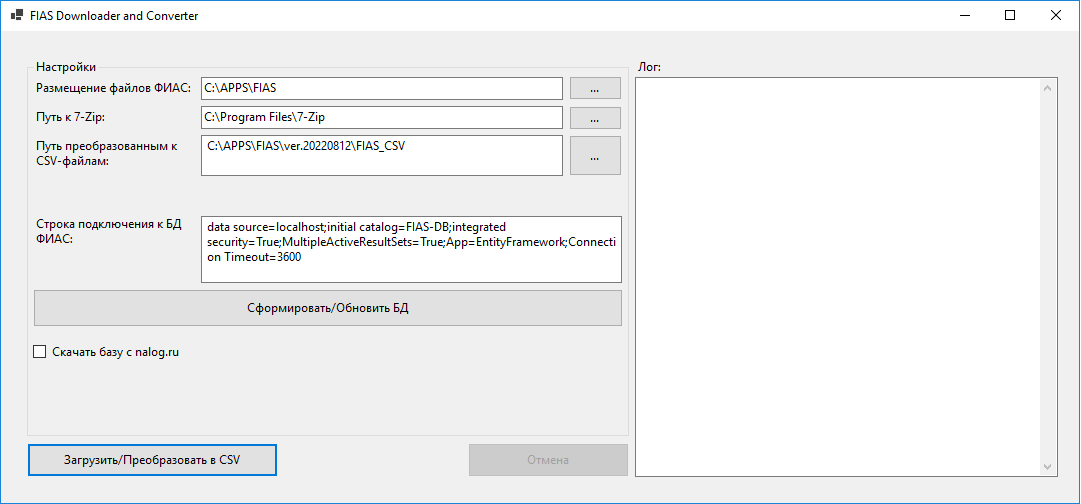 FIAS Downloader and Converter
Настройки
Размещение файлов ФИАС:
C:\APPS\FIAS
...
Путь к 7-Zip:
C:\Program Files\7-Zip
...
Путь преобразованным к
CSV-файлам:
C:\APPS\FIAS\ver.20220812\FIAS_CSV
...
Строка подключения к БД
ФИАС:
data source=localhost;initial catalog=FIAS-DB;integrated
security=True;MultipleActiveResultSets=True;App=EntityFramework;Connecti
on Timeout=3600
Сформировать/Обновить БД
Скачать базу с nalog.ru
Загрузить/Преобразовать в CSV
Отмена
Лог: